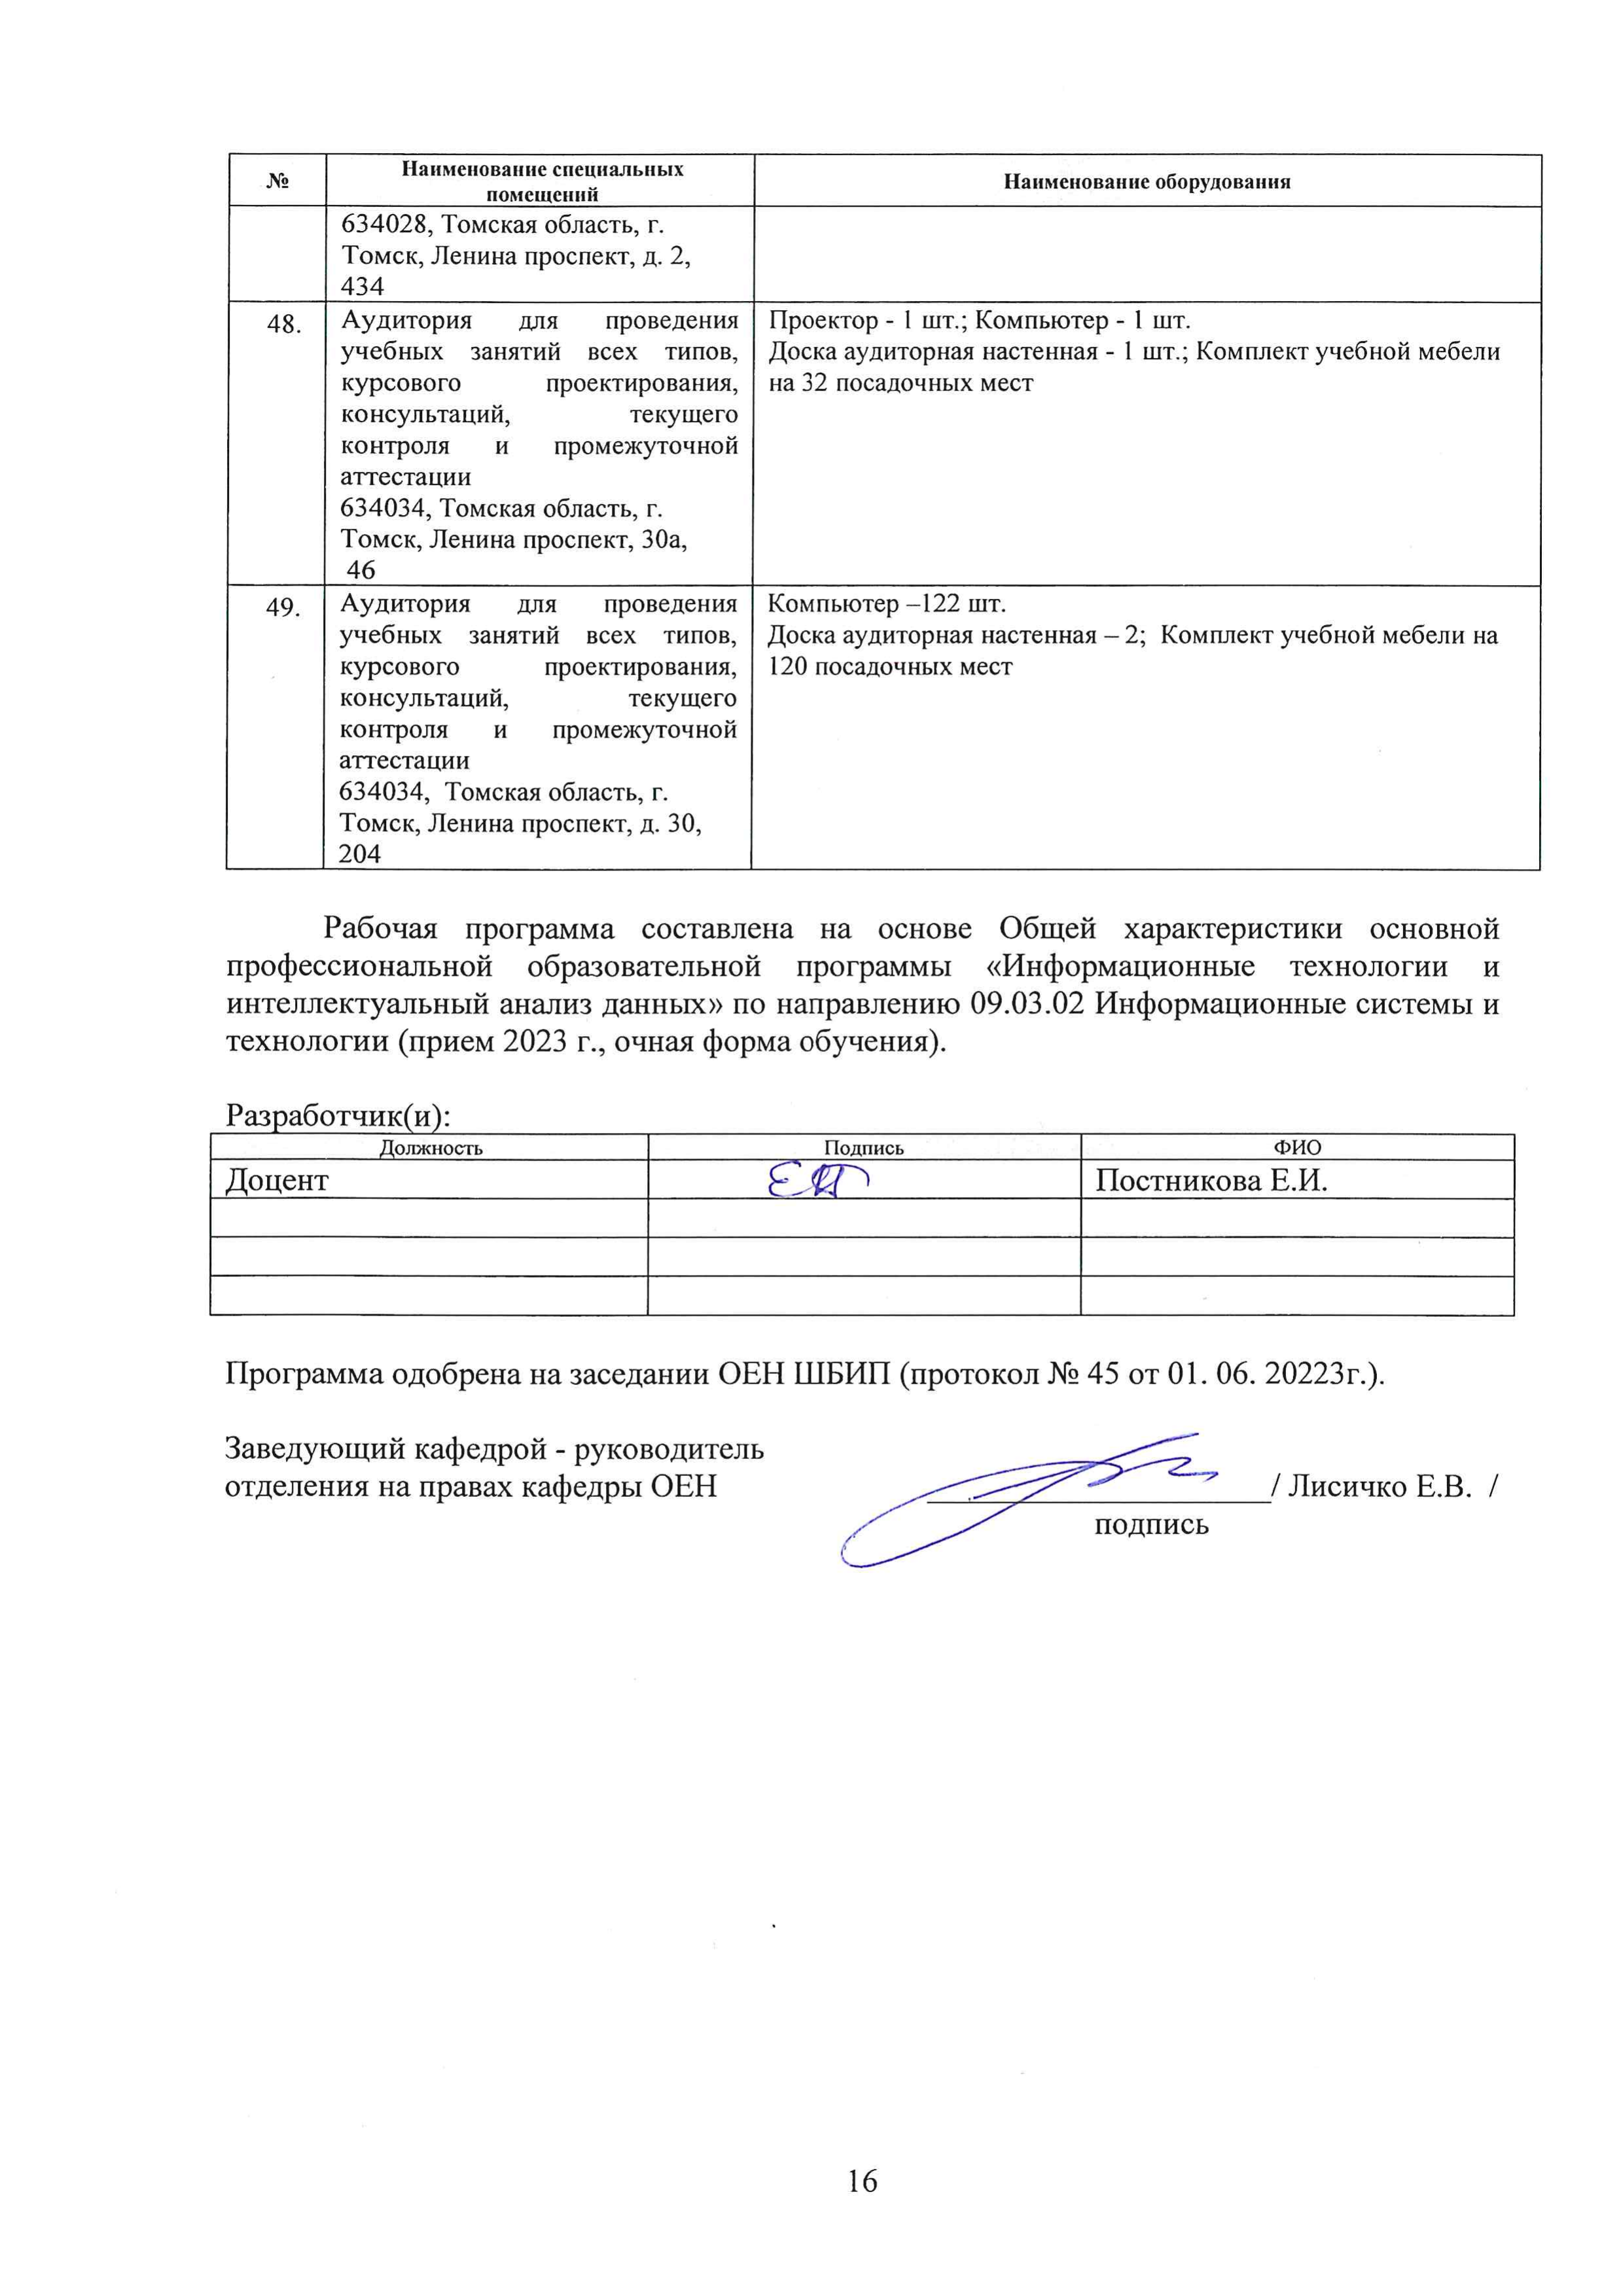 №
Наименование специальных
помещений
Наименование оборудования
634028, Томская область, г.
Томск, Ленина проспект, д. 2,
434
48.
Аудитория для проведения
учебных занятий всех типов,
курсового проектирования,
консультаций, текущего
контроля и промежуточной
аттестации
634034, Томская область, г.
Томск, Ленина проспект, 30а,
46
Проектор - 1 шт.; Компьютер - 1 шт.
Доска аудиторная настенная - 1 шт.; Комплект учебной мебели
на 32 посадочных мест
49.
Аудитория для проведения
учебных занятий всех типов,
курсового проектирования,
консультаций, текущего
контроля и промежуточной
аттестации
634034, Томская область, г.
Томск, Ленина проспект, д. 30,
204
Компьютер –122 шт.
Доска аудиторная настенная – 2; Комплект учебной мебели на
120 посадочных мест
Рабочая программа составлена на основе Общей характеристики основной
профессиональной образовательной программы «Информационные технологии и
интеллектуальный анализ данных» по направлению 09.03.02 Информационные системы и
технологии (прием 2023 г., очная форма обучения).
Разработчик(и):
Должность Подпись ФИО
Доцент Постникова Е.И.
Программа одобрена на заседании ОЕН ШБИП (протокол № 45 от 01. 06. 20223г.).
Заведующий кафедрой - руководитель
отделения на правах кафедры ОЕН / Лисичко Е.В. /
подпись
16